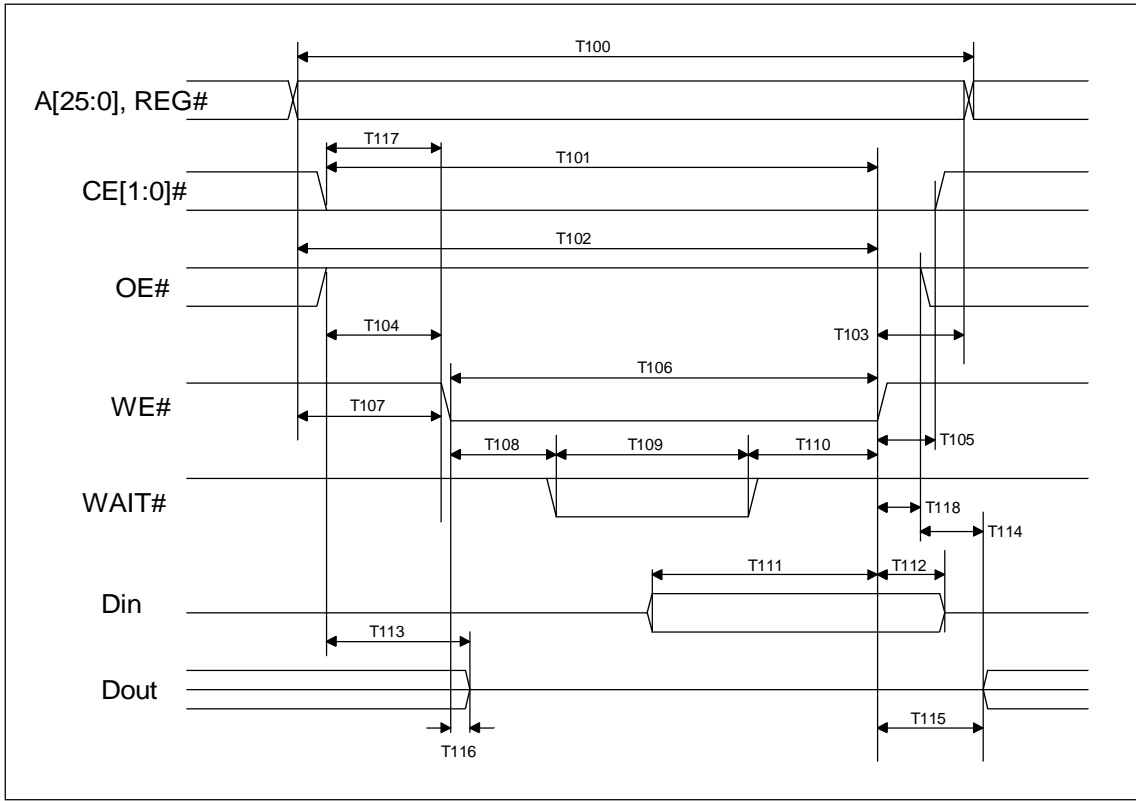 T100
A[25:0], REG#
T117
T101
CE[1:0]#
T102
OE#
T104
T103
T106
WE#
T107
T105
T108
T109
T110
WAIT#
T118
T114
T111
T112
Din
T113
Dout
T115
T116